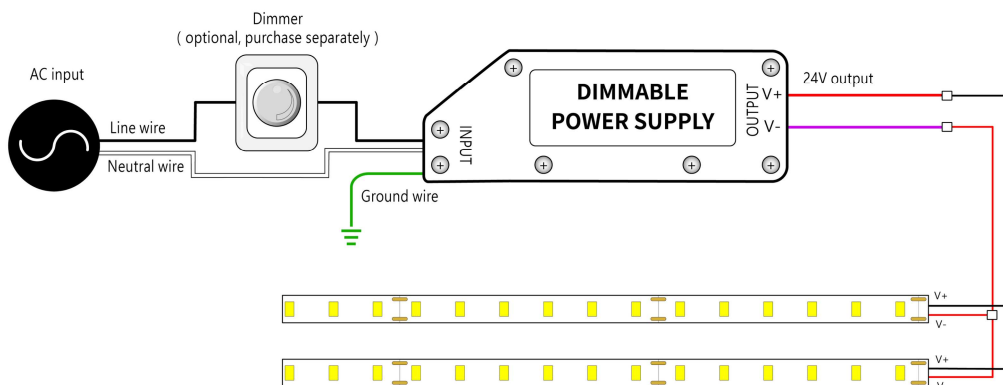 Dimmer
( optional, purchase separately )
AC input
Line wire
Neutral wire
Ground wire
INPUT
DIMMABLE
POWER SUPPLY
OUTPUT
V+
V-
24V output
V+
V-
V+
V-